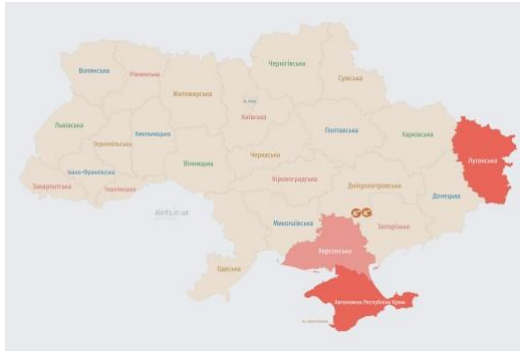 Чернігівська
Волинська
Рівненська
Сумська
Житомирська
Київська
Львівська
Полтавська
Харківська
Тернопільська
Хмельницька
Черкаська
Луганська
Вінницька
Івано-Франківська
Кіровоградська
Дніпропетровська
Закарпатська
Чернівецька
Донецька
alerts.in.ua
Миколаївська
Запорізька
Херсонська
Одеська
Автономна Республіка Крим